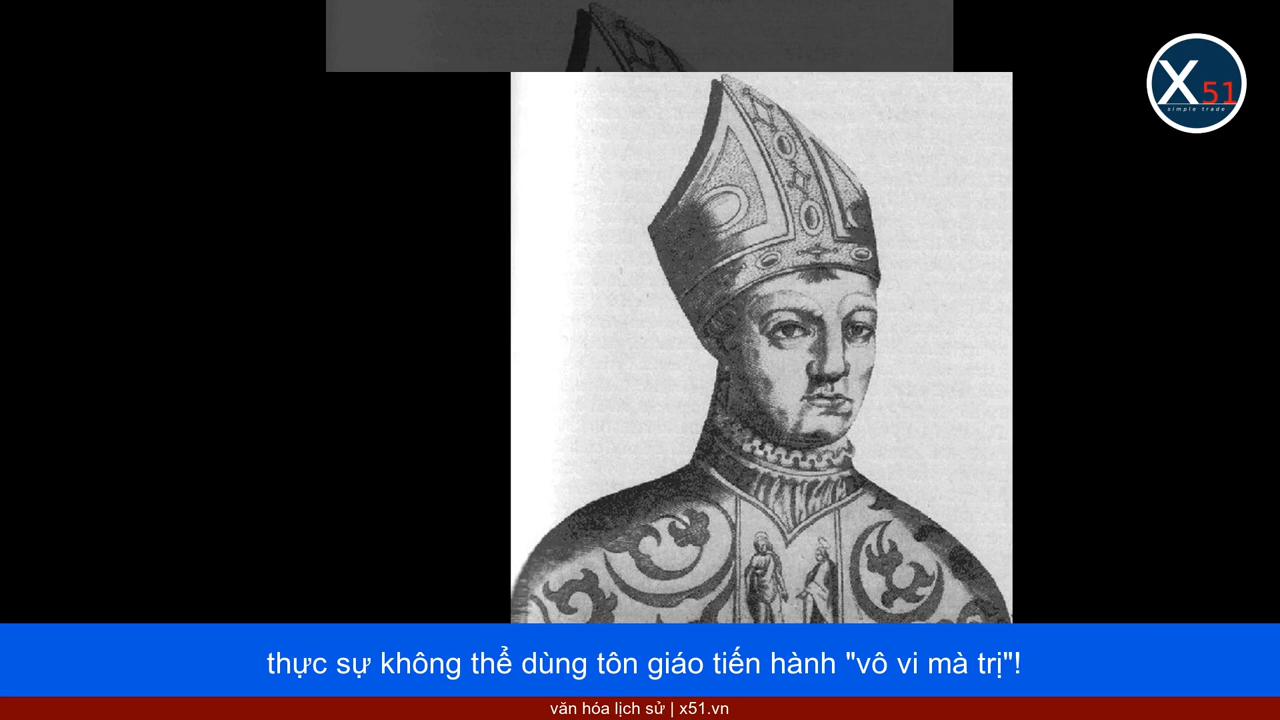 X51
simple trade
thực sự không thể dùng tôn giáo tiến hành "vô vi mà trị"!
văn hóa lịch sử | x51.vn